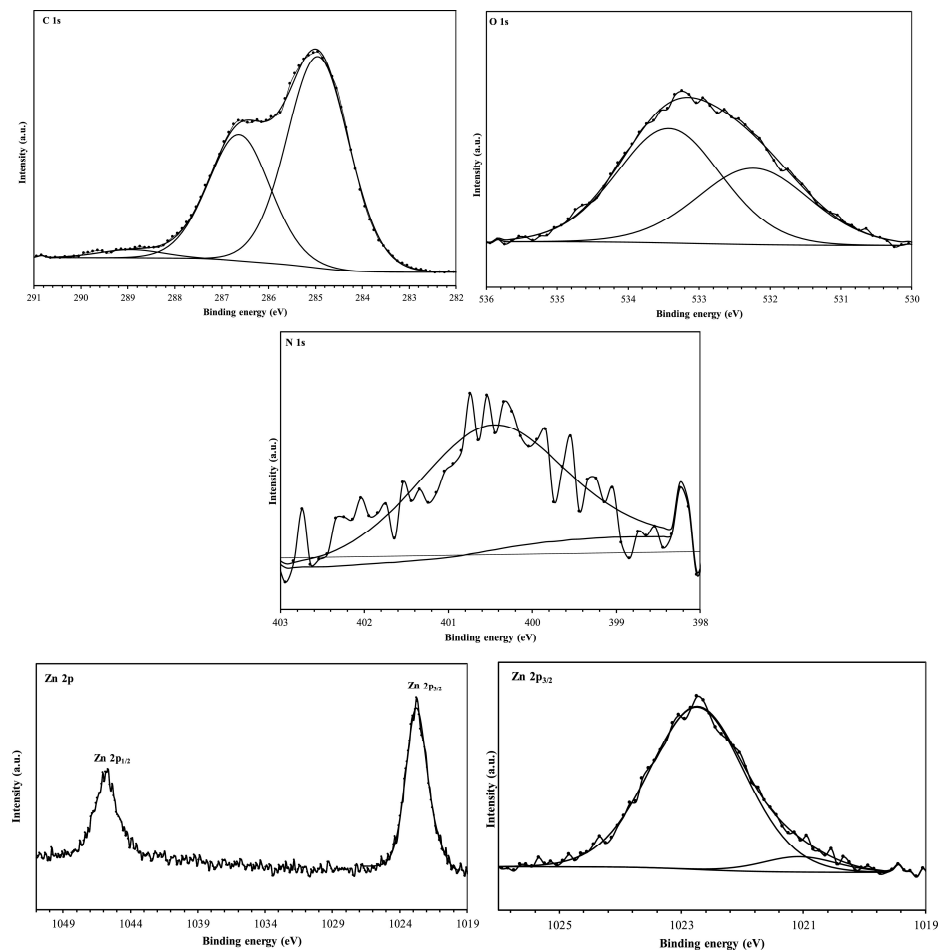 C 1s
Intensity (a.u.)
291 290 289 288 287 286 285 284 283 282
Binding energy (eV)
O 1s
Intensity (a.u.)
536 535 534 533 532 531 530
Binding energy (eV)
N 1s
Intensity (a.u.)
403 402 401 400 399 398
Binding energy (eV)
Zn 2p
Zn 2p1/2
Zn 2p3/2
Intensity (a.u.)
1049 1044 1039 1034 1029 1024 1019
Binding energy (eV)
Zn 2p3/2
Intensity (a.u.)
1025 1023 1021 1019
Binding energy (eV)